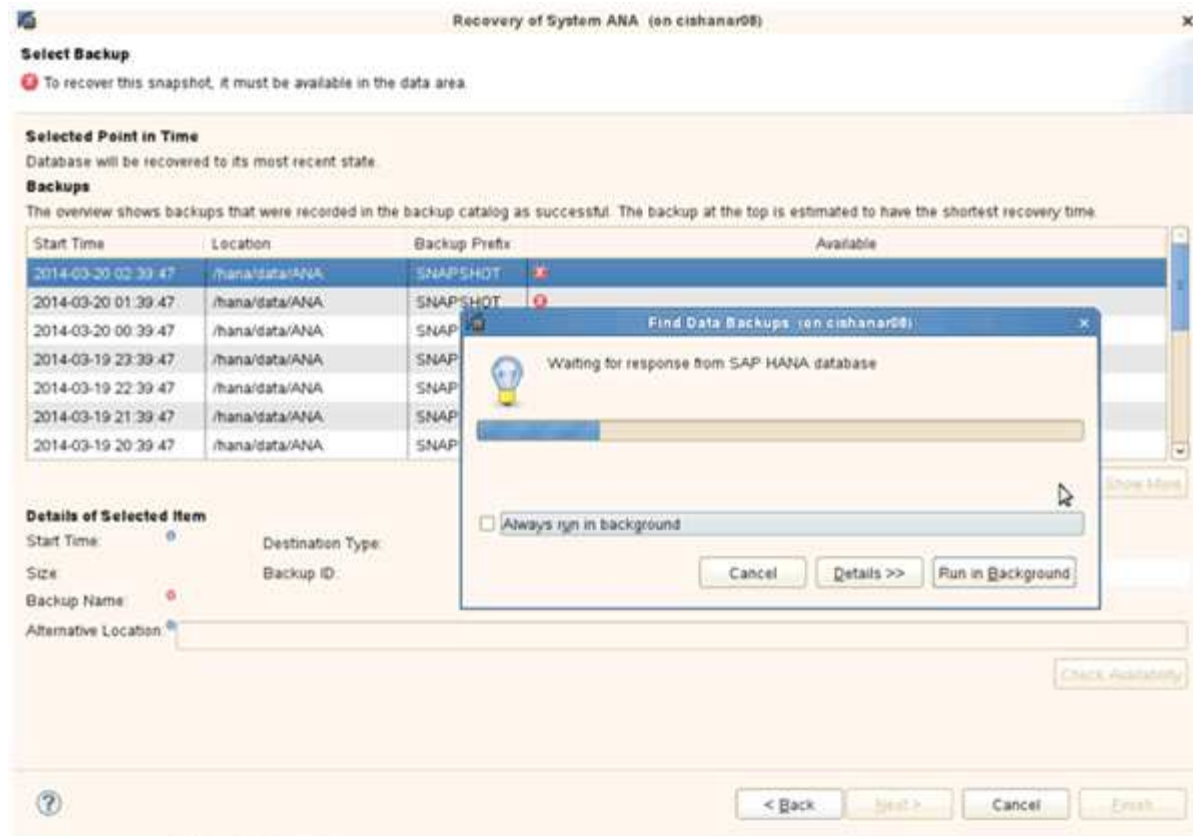 Recovery of System ANA (on cishanar08)
Select Backup
To recover this snapshot, it must be available in the data area.
Selected Point in Time
Database will be recovered to its most recent state.
Backups
The overview shows backups that were recorded in the backup catalog as successful. The backup at the top is estimated to have the shortest recovery time.
Start Time Location Backup Prefix Available
2014-03-20 02:39:47 /hana/data/ANA SNAPSHOT
2014-03-20 01:39:47 /hana/data/ANA SNAPSHOT
2014-03-20 00:39:47 /hana/data/ANA SNAP
2014-03-19 23:39:47 /hana/data/ANA SNAP
2014-03-19 22:39:47 /hana/data/ANA SNAP
2014-03-19 21:39:47 /hana/data/ANA SNAP
2014-03-19 20:39:47 /hana/data/ANA SNAP
Find Data Backups (on cishanar08)
Waiting for response from SAP HANA database
Always run in background
Cancel Details >> Run in Background
Show More
Details of Selected Item
Start Time: Destination Type:
Size: Backup ID:
Backup Name:
Alternative Location:
Check Availability
< Back Next > Cancel Finish